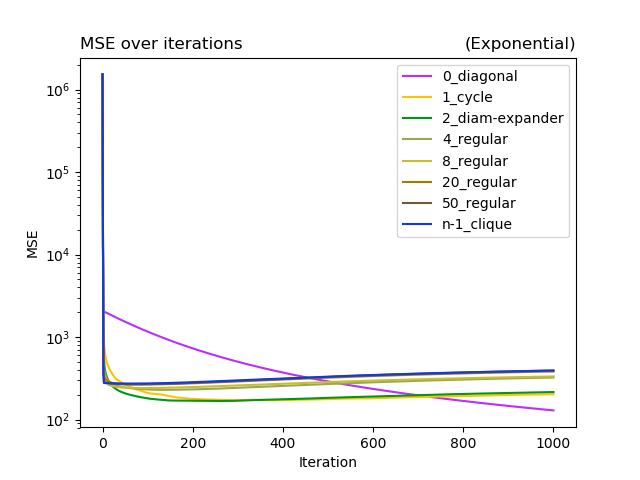 MSE over iterations (Exponential)
0_diagonal
1_cycle
2_diam-expander
4_regular
8_regular
20_regular
50_regular
n-1_clique
10^6
10^5
10^4
10^3
10^2
MSE
0 200 400 600 800 1000
Iteration